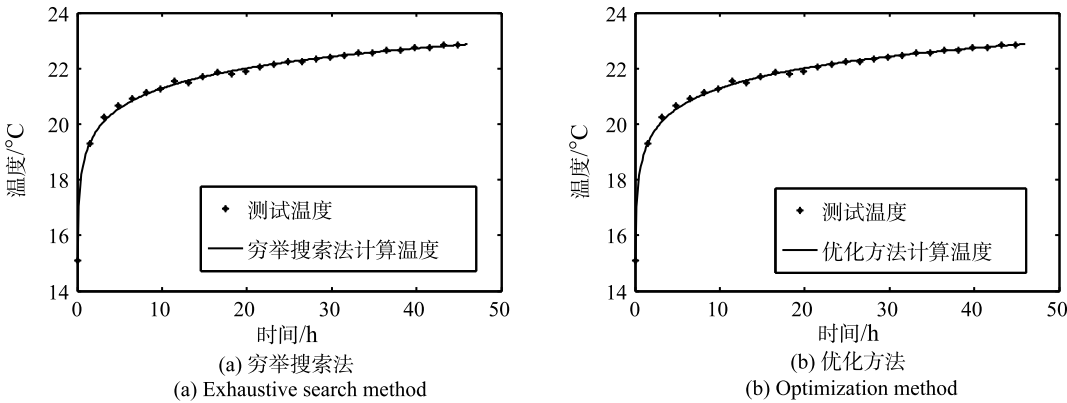 24
22
20
18
16
14
温度/°C
测试温度
穷举搜索法计算温度
0 10 20 30 40 50
时间/h
(a) 穷举搜索法
(a) Exhaustive search method
24
22
20
18
16
14
温度/°C
测试温度
优化方法计算温度
0 10 20 30 40 50
时间/h
(b) 优化方法
(b) Optimization method